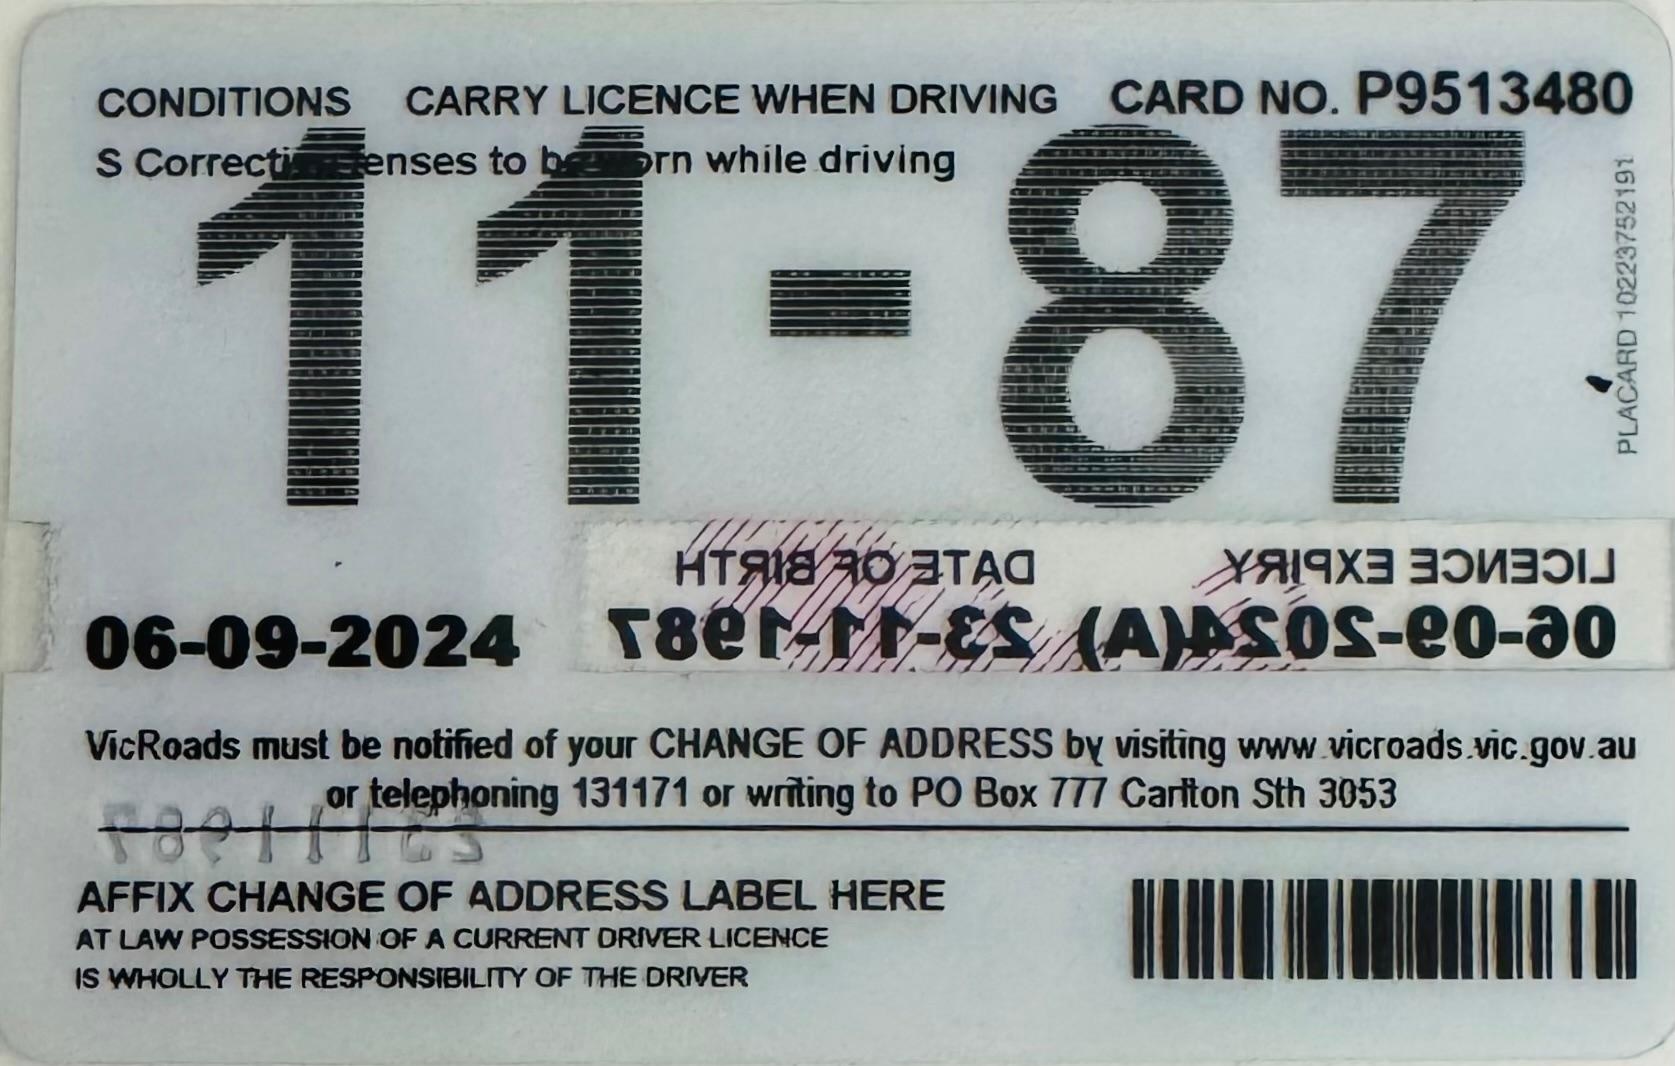 CONDITIONS CARRY LICENCE WHEN DRIVING CARD NO. P9513480
S Correcting lenses to be worn while driving
11-87
PLACARD 102237521 91
DATE OF BIRTH LICENCE EXPIRY
06-09-2024 23-11-1987 06-09-2024(A)
VicRoads must be notified of your CHANGE OF ADDRESS by visiting www.vicroads.vic.gov.au
or telephoning 131171 or writing to PO Box 777 Carlton Sth 3053
23111987
AFFIX CHANGE OF ADDRESS LABEL HERE
AT LAW POSSESSION OF A CURRENT DRIVER LICENCE
IS WHOLLY THE RESPONSIBILITY OF THE DRIVER